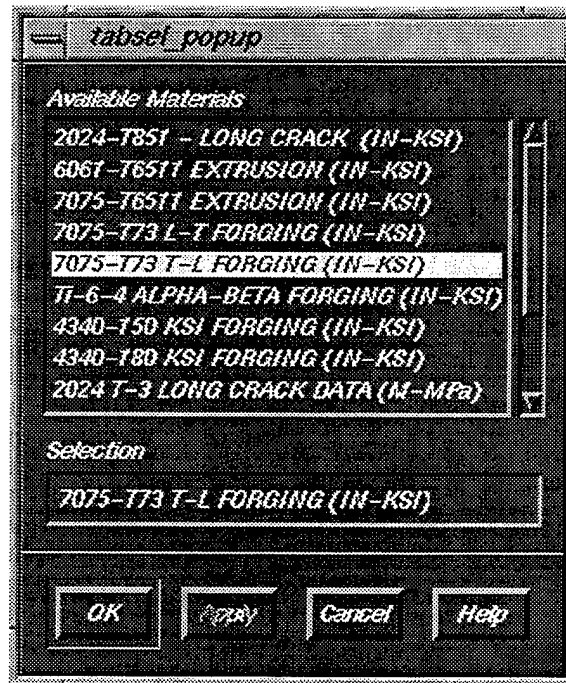 tabsel_popup
Available Materials
2024-T851 - LONG CRACK (IN-KSI)
6061-T6511 EXTRUSION (IN-KSI)
7075-T6511 EXTRUSION (IN-KSI)
7075-T73 L-T FORGING (IN-KSI)
7075-T73 T-L FORGING (IN-KSI)
Ti-6-4 ALPHA-BETA FORGING (IN-KSI)
4340-150 KSI FORGING (IN-KSI)
4340-180 KSI FORGING (IN-KSI)
2024 T-3 LONG CRACK DATA (M-MPa)
Selection
7075-T73 T-L FORGING (IN-KSI)
OK Apply Cancel Help